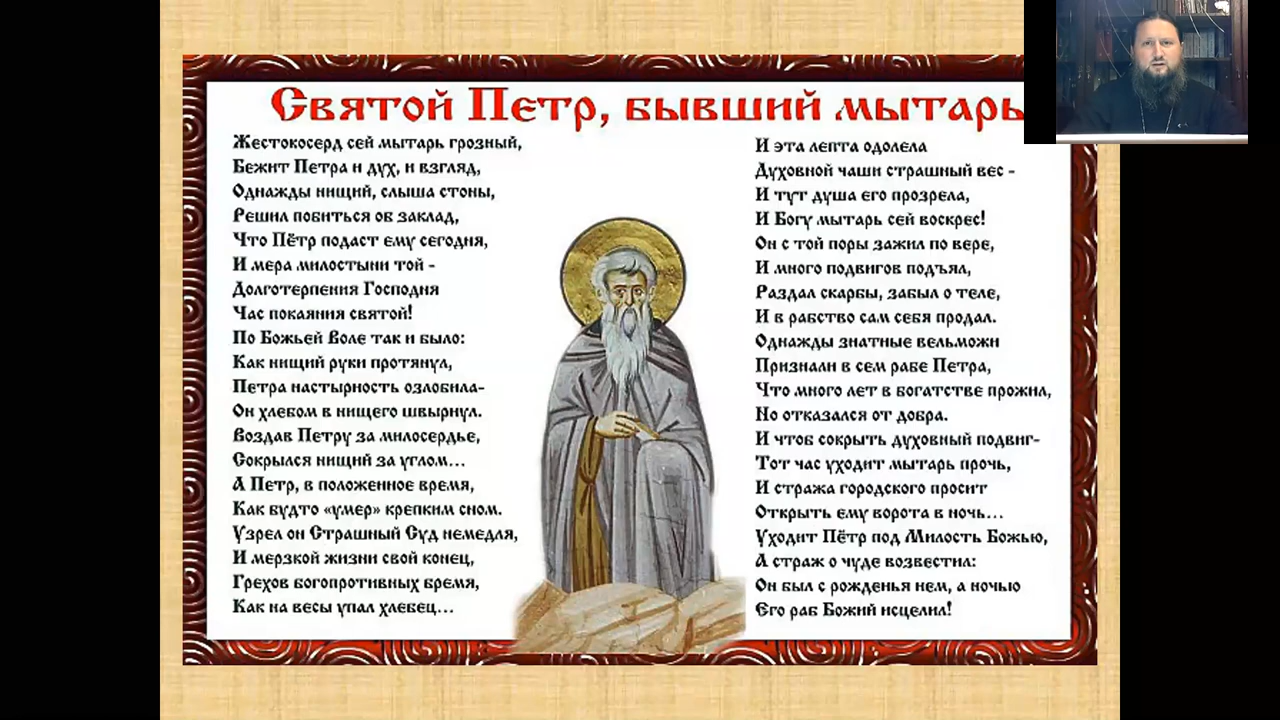 Святой Петр, бывший мытарь
Жестокосерд сей мытарь грозный,
Бежит Петра и дух, и взгляд,
Однажды нищий, слыша стоны,
Решил побиться об заклад,
Что Пётр подаст ему сегодня,
И мера милостыни той -
Долготерпения Господня
Час покаяния святой!
По Божьей Воле так и было:
Как нищий руки протянул,
Петра настырность озлобила-
Он хлебом в нищего швырнул.
Воздав Петру за милосердье,
Сокрылся нищий за углом...
А Петр, в положенное время,
Как будто «умер» крепким сном.
Узрел он Страшный Суд немедля,
И мерзкой жизни свой конец,
Грехов богопротивных бремя,
Как на весы упал хлебец...
И эта лепта одолела
Духовной чаши страшный вес -
И тут душа его прозрела,
И Богу мытарь сей воскрес!
Он с той поры зажил по вере,
И много подвигов подъял,
Раздал скарбы, забыл о теле,
И в рабство сам себя продал.
Однажды знатные вельможи
Признали в сем рабе Петра,
Что много лет в богатстве прожил,
Но отказался от добра.
И чтоб сокрыть духовный подвиг-
Тот час уходит мытарь прочь,
И стража городского просит
Открыть ему ворота в ночь...
Уходит Пётр под Милость Божью,
А страж о чуде возвестил:
Он был с рожденья нем, а ночью
Его раб Божий исцелил!